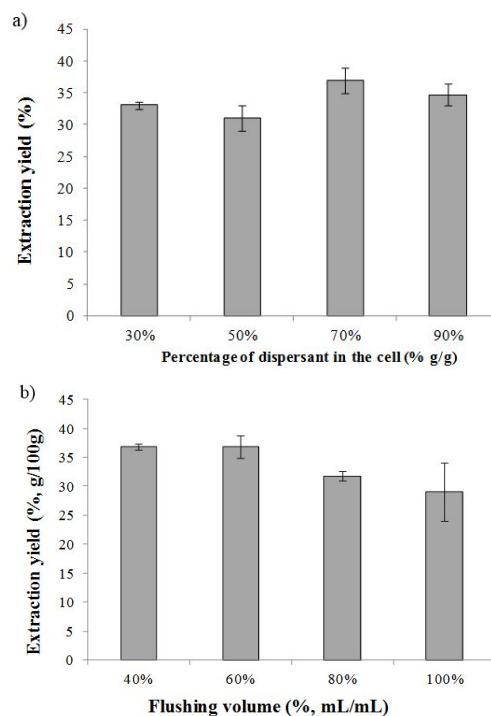 a)
Extraction yield (%)
45
40
35
30
25
20
15
10
5
0
30% 50% 70% 90%
Percentage of dispersant in the cell (% g/g)
b)
Extraction yield (%, g/100g)
45
40
35
30
25
20
15
10
5
0
40% 60% 80% 100%
Flushing volume (%, mL/mL)